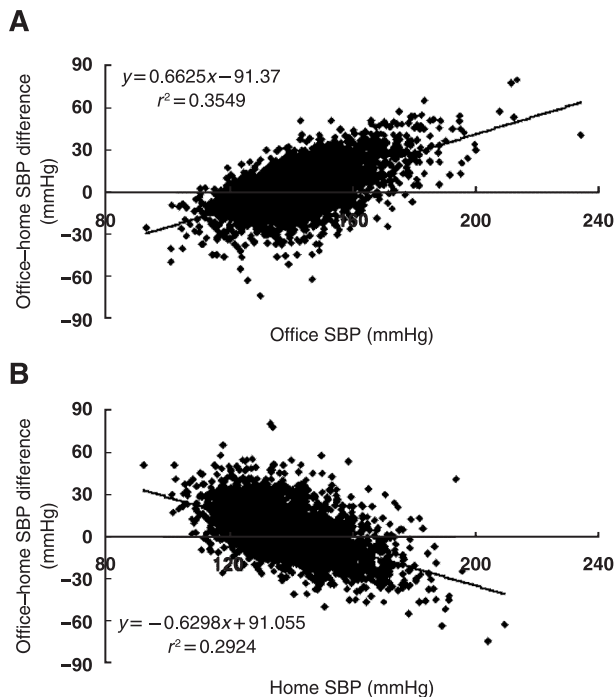 A
y=0.6625x−91.37
r²=0.3549
90
60
30
0
−30
−60
−90
80
120
160
200
240
Office–home SBP difference
(mmHg)
Office SBP (mmHg)
B
90
60
30
0
−30
−60
−90
80
120
200
240
Office–home SBP difference
(mmHg)
y= −0.6298x+91.055
r²=0.2924
Home SBP (mmHg)